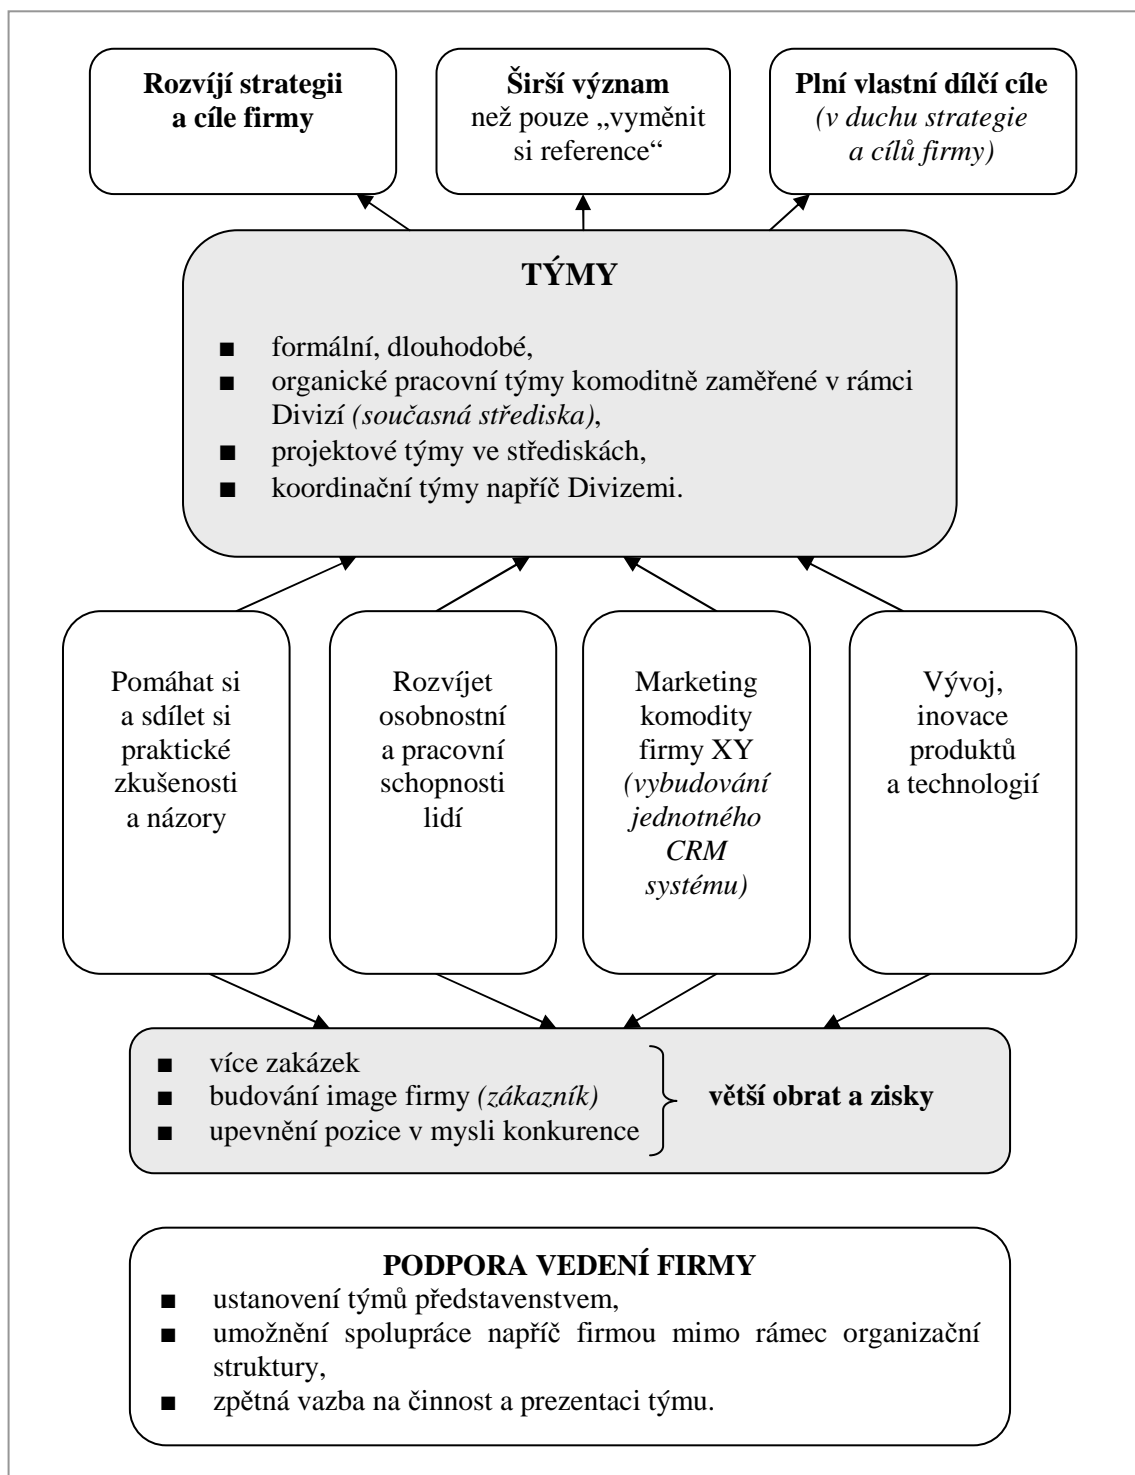 Rozvíjí strategii
a cíle firmy
Širší význam
než pouze „vyměnit
si reference“
Plní vlastní dílčí cíle
(v duchu strategie
a cílů firmy)
TÝMY
■ formální, dlouhodobé,
■ organické pracovní týmy komoditně zaměřené v rámci
Divizí (současná střediska),
■ projektové týmy ve střediskách,
■ koordinační týmy napříč Divizemi.
Pomáhat si
a sdílet si
praktické
zkušenosti
a názory
Rozvíjet
osobnostní
a pracovní
schopnosti
lidí
Marketing
komodity
firmy XY
(vybudování
jednotného
CRM
systému)
Vývoj,
inovace
produktů
a technologií
■ více zakázek
■ budování image firmy (zákazník)
■ upevnění pozice v mysli konkurence
větší obrat a zisky
PODPORA VEDENÍ FIRMY
■ ustanovení týmů představenstvem,
■ umožnění spolupráce napříč firmou mimo rámec organizační
struktury,
■ zpětná vazba na činnost a prezentaci týmu.